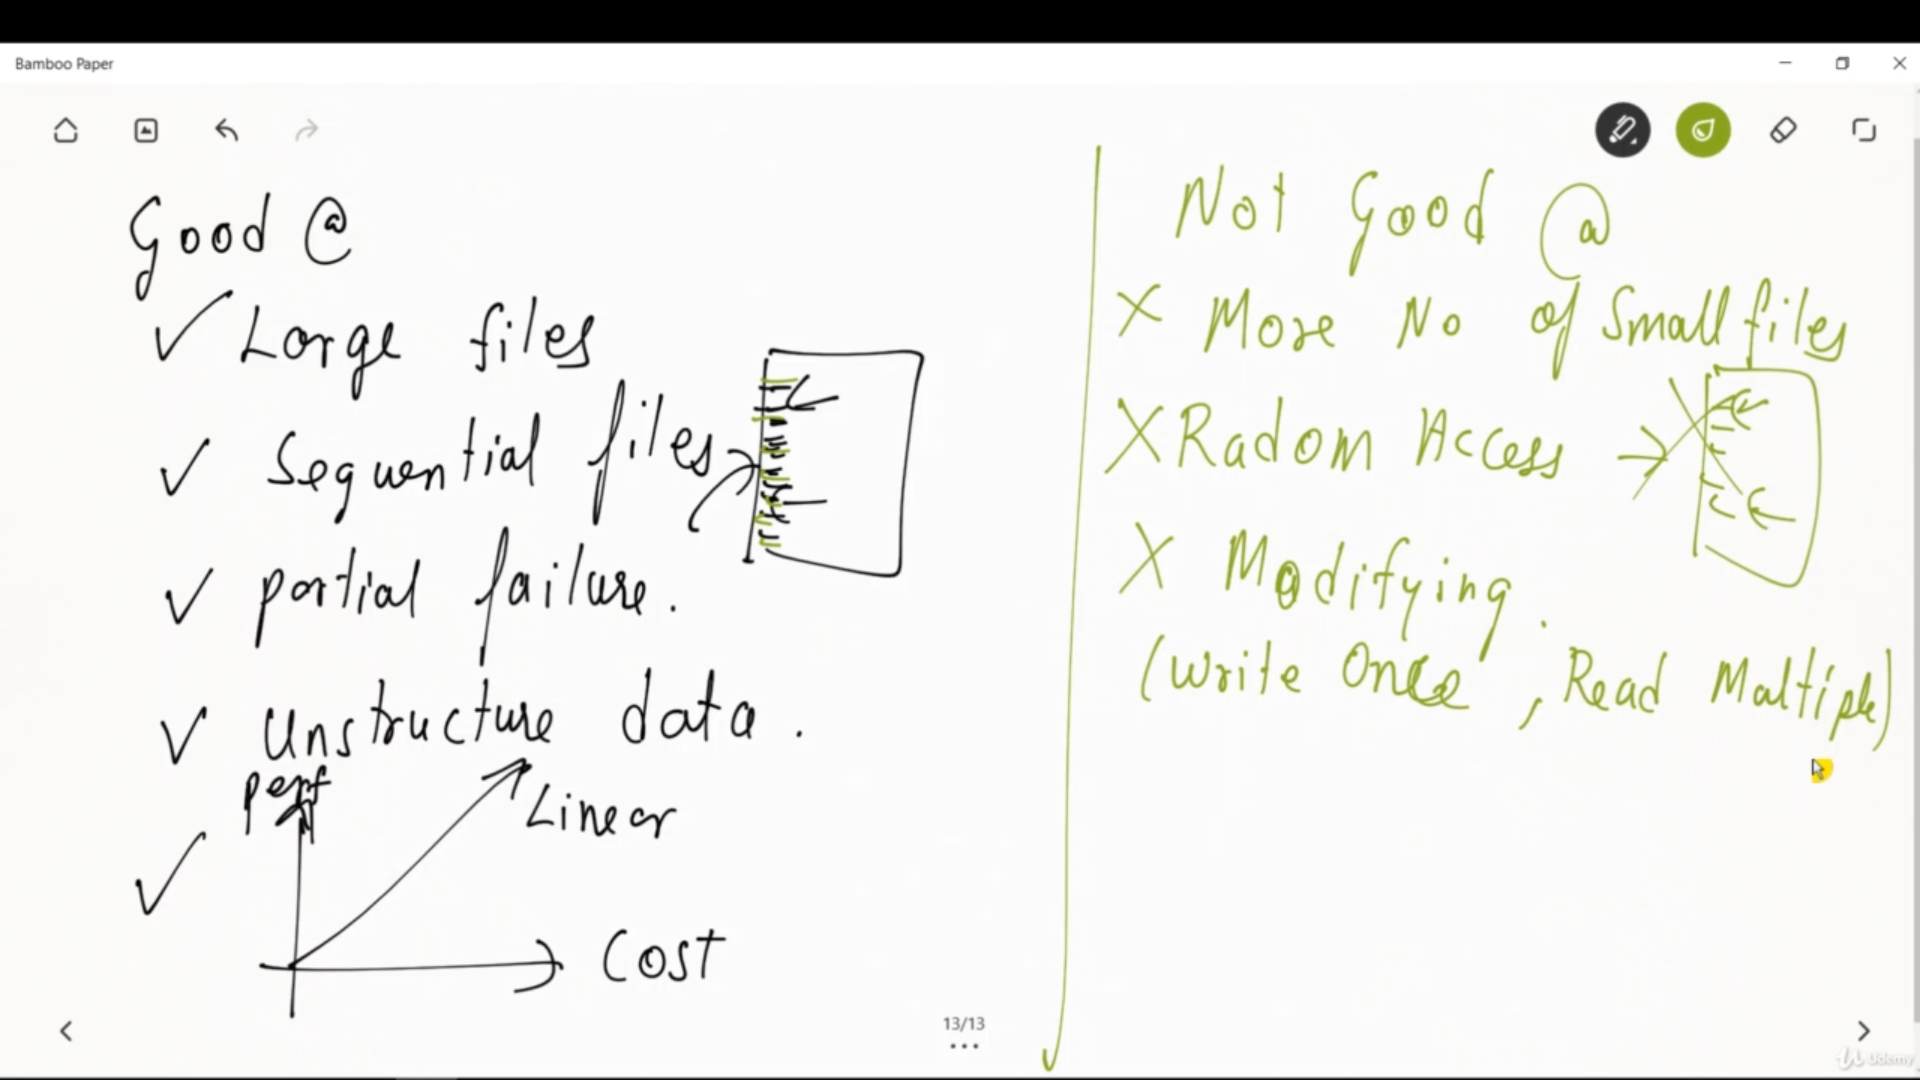 Bamboo Paper
Good @
Large files
Sequential files
partial failure.
Unstructure data.
perf
Linear
Cost
Not Good @
X More No of Small files
X Radom Access
X Modifying.
(Write Once, Read Multiple)
13/13
Udemy